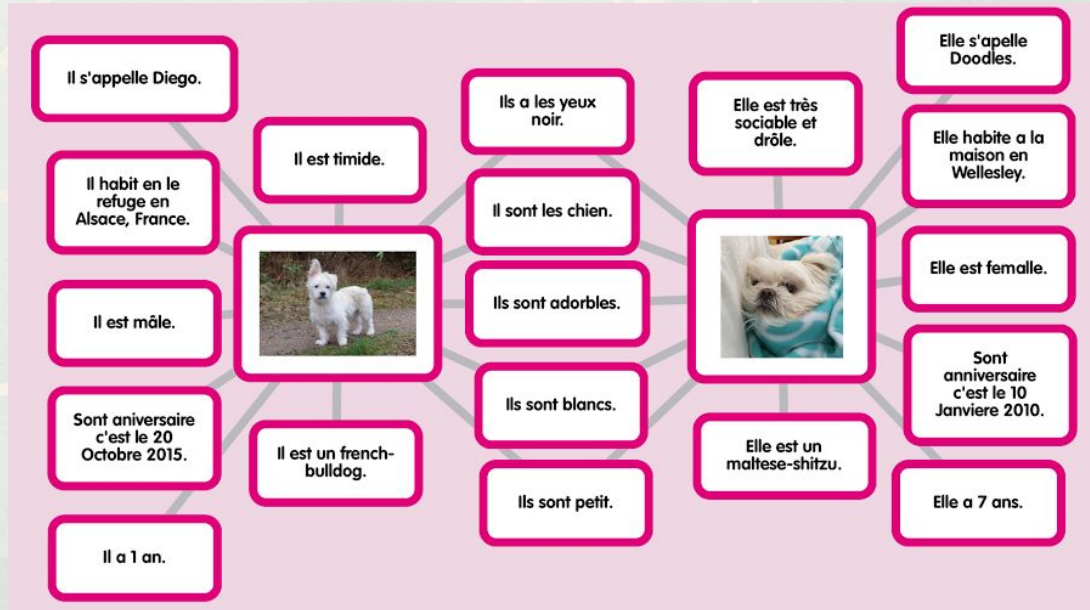 Il s'appelle Diego.
Il est timide.
Il habit en le
refuge en
Alsace, France.
Il est mâle.
Sont aniversaire
c'est le 20
Octobre 2015.
Il est un french-
bulldog.
Il a 1 an.
Ils a les yeux
noir.
Il sont les chien.
Ils sont adorbles.
Ils sont blancs.
Ils sont petit.
Elle est très
sociable et
drôle.
Elle s'apelle
Doodles.
Elle habite a la
maison en
Wellesley.
Elle est femalle.
Sont
anniversaire
c'est le 10
Janviere 2010.
Elle est un
maltese-shitzu.
Elle a 7 ans.